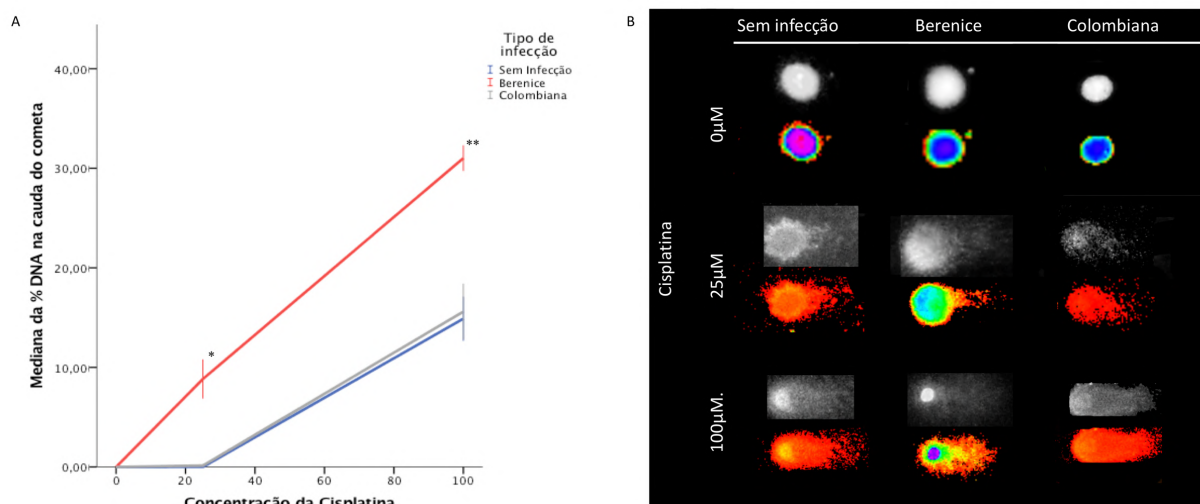 A
Tipo de
infecção
Sem Infecção
Berenice
Colombiana
Mediana da % DNA na cauda do cometa
40,00
30,00
20,00
10,00
0,00
*
**
0
20
40
60
80
100
Concentração da Cisplatina
B
Sem infecção
Berenice
Colombiana
Cisplatina
0µM
25µM
100µM.